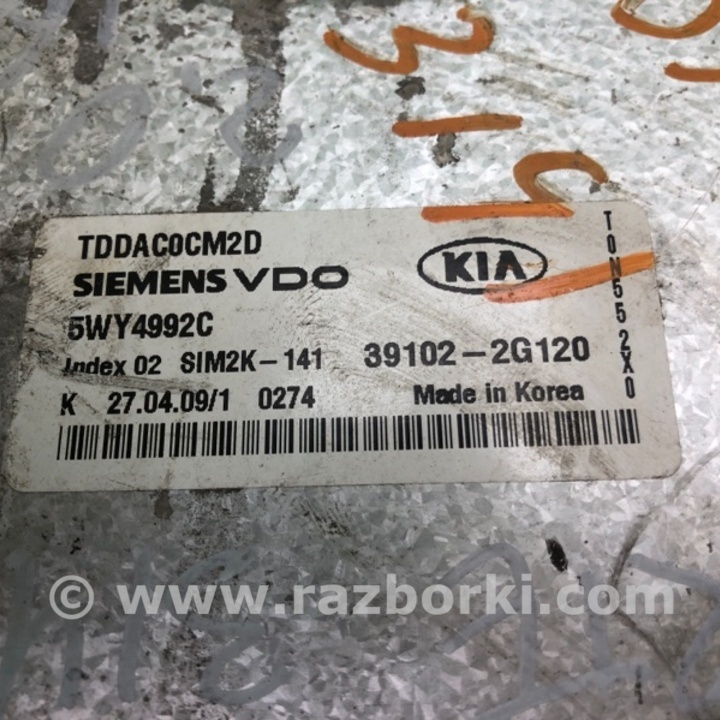 319
TDDAC0CM2D
SIEMENS VDO
KIA
5WY4992C
Index 02 SIM2K-141 39102-2G120
K 27.04.09/1 0274 Made in Korea
T0N552X0
© www.razborki.com